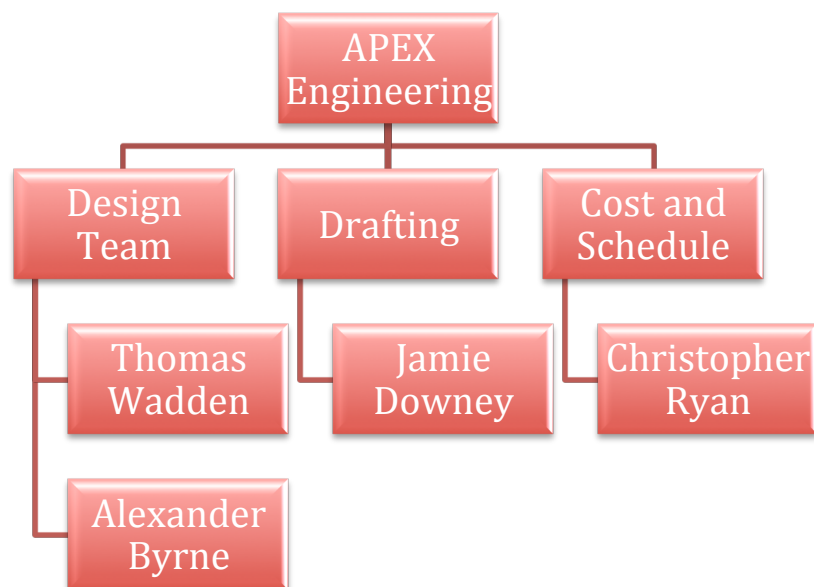 APEX
Engineering
Design
Team
Drafting
Cost and
Schedule
Thomas
Wadden
Jamie
Downey
Christopher
Ryan
Alexander
Byrne